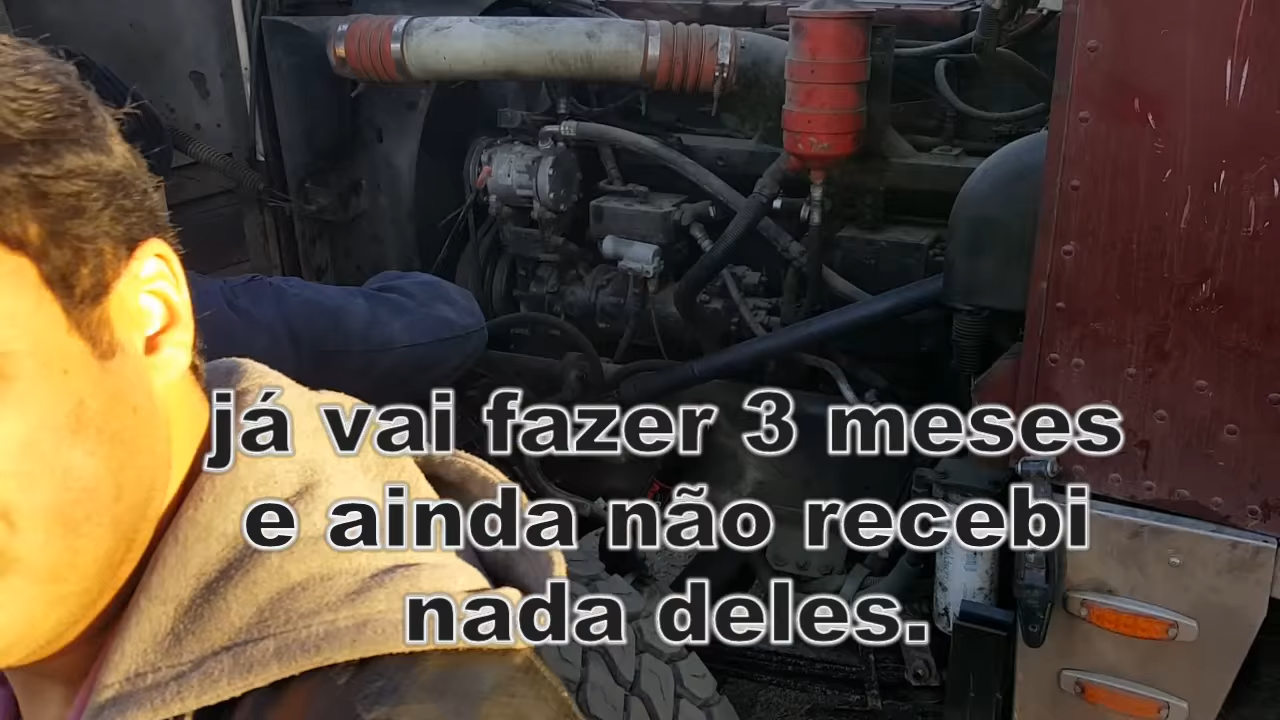 já vai fazer 3 meses
e ainda não recebi
nada deles.